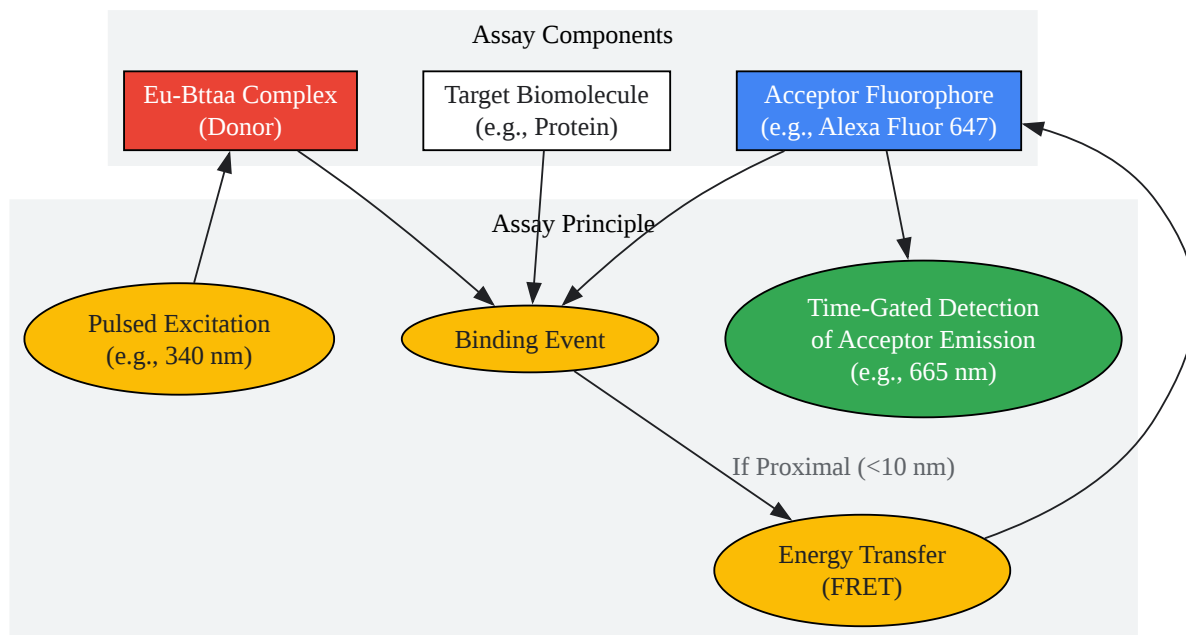 Assay Components
Eu-Bttaa Complex
(Donor)
Target Biomolecule
(e.g., Protein)
Acceptor Fluorophore
(e.g., Alexa Fluor 647)
Assay Principle
Pulsed Excitation
(e.g., 340 nm)
Binding Event
Time-Gated Detection
of Acceptor Emission
(e.g., 665 nm)
If Proximal (<10 nm)
Energy Transfer
(FRET)